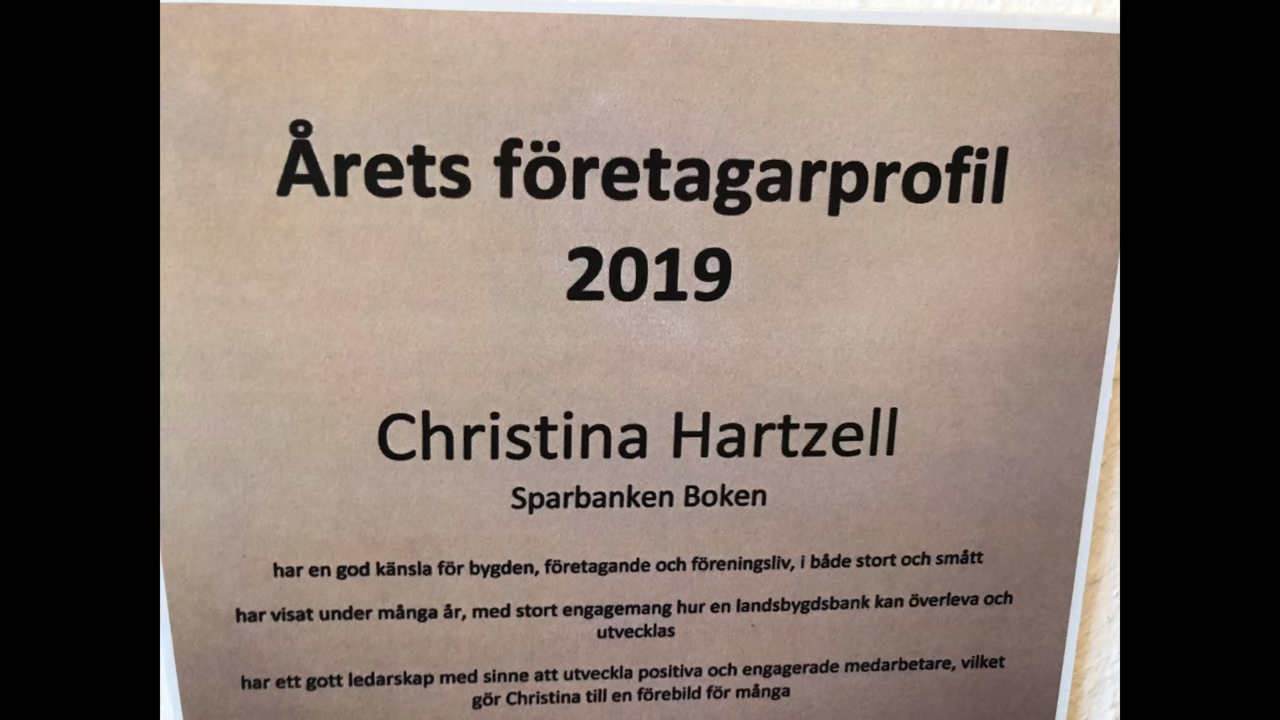 Årets företagarprofil
2019
Christina Hartzell
Sparbanken Boken
har en god känsla för bygden, företagande och föreningsliv, i både stort och smått
har visat under många år, med stort engagemang hur en landsbygdsbank kan överleva och
utvecklas
har ett gott ledarskap med sinne att utveckla positiva och engagerade medarbetare, vilket
gör Christina till en förebild för många